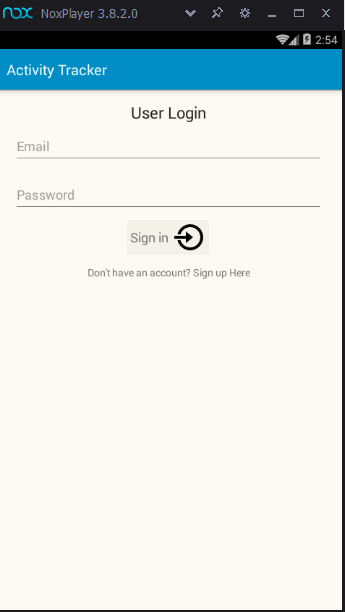 nox NoxPlayer 3.8.2.0
2:54
Activity Tracker
User Login
Email
Password
Sign in
Don't have an account? Sign up Here